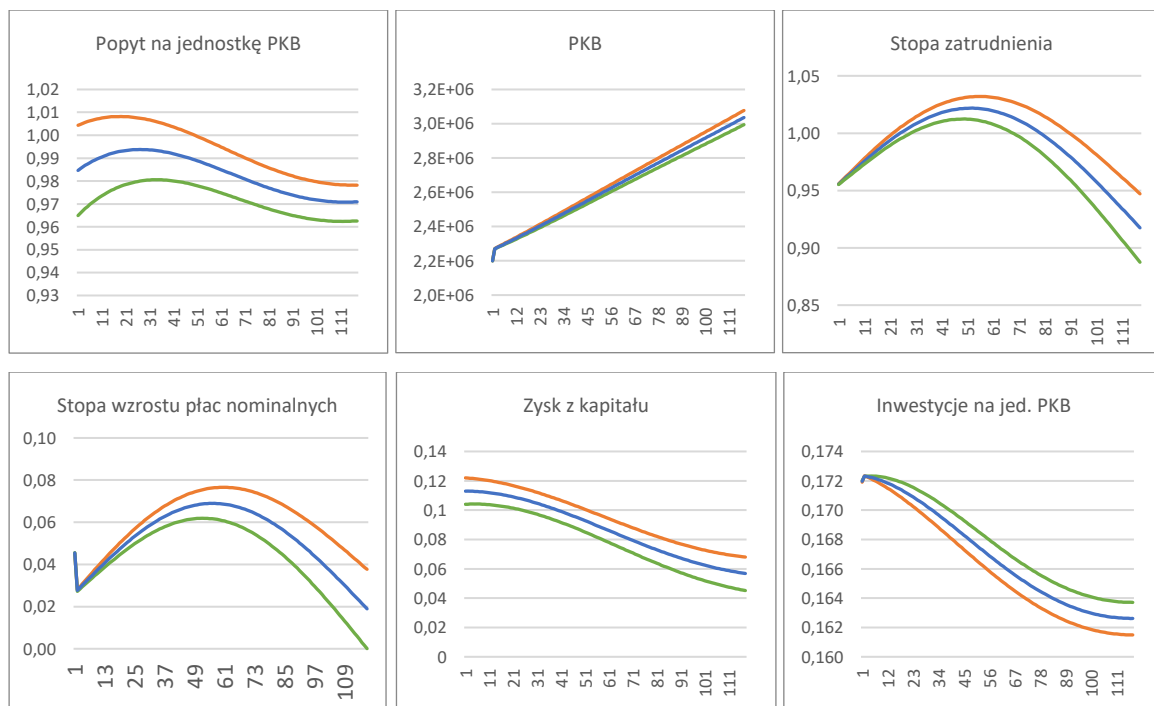 Popyt na jednostkę PKB
1,02
1,01
1,00
0,99
0,98
0,97
0,96
0,95
0,94
0,93
1 11 21 31 41 51 61 71 81 91 101 111
PKB
3,2E+06
3,0E+06
2,8E+06
2,6E+06
2,4E+06
2,2E+06
2,0E+06
1 12 23 34 45 56 67 78 89 100 111
Stopa zatrudnienia
1,05
1,00
0,95
0,90
0,85
1 11 21 31 41 51 61 71 81 91 101 111
Stopa wzrostu płac nominalnych
0,10
0,08
0,06
0,04
0,02
0,00
1 13 25 37 49 61 73 85 97 109
Zysk z kapitału
0,14
0,12
0,1
0,08
0,06
0,04
0,02
0
1 11 21 31 41 51 61 71 81 91 101 111
Inwestycje na jed. PKB
0,174
0,172
0,170
0,168
0,166
0,164
0,162
0,160
1 12 23 34 45 56 67 78 89 100 111